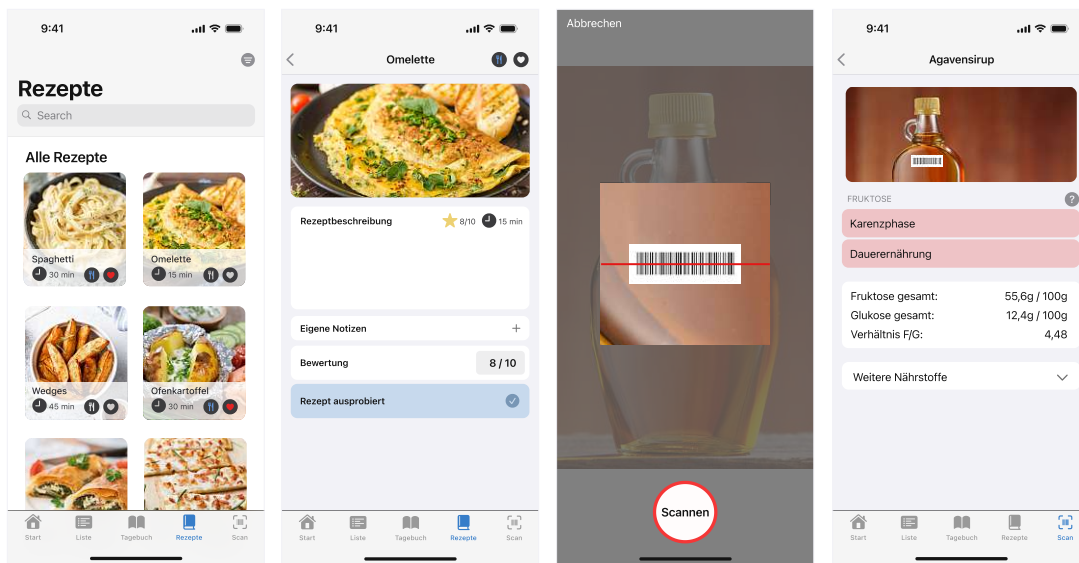 9:41
Rezepte
Search
Alle Rezepte
Spaghetti
30 min
Omelette
15 min
Wedges
45 min
Ofenkartoffel
30 min
Start
Liste
Tagebuch
Rezepte
Scan
9:41
Omelette
Rezeptbeschreibung
8/10
15 min
Eigene Notizen
Bewertung
8 / 10
Rezept ausprobiert
Start
Liste
Tagebuch
Rezepte
Scan
Abbrechen
Scannen
9:41
Agavensirup
FRUKTOSE
?
Karenzphase
Dauerernährung
Fruktose gesamt: 55,6g / 100g
Glukose gesamt: 12,4g / 100g
Verhältnis F/G: 4,48
Weitere Nährstoffe
Start
Liste
Tagebuch
Rezepte
Scan